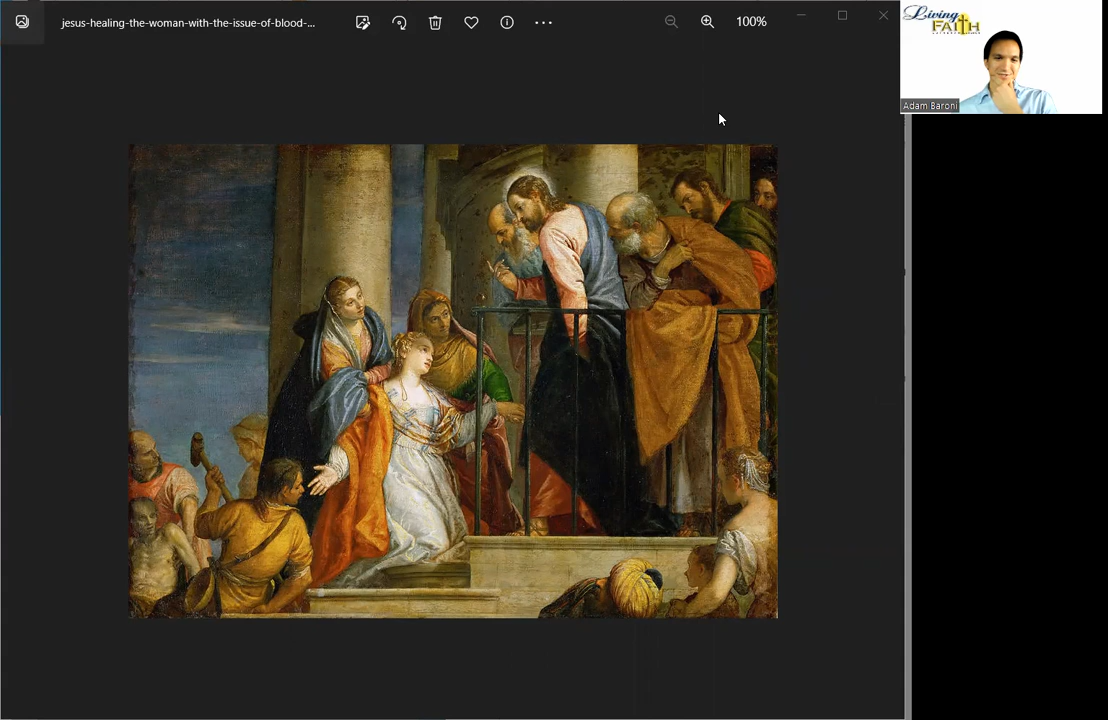 jesus-healing-the-woman-with-the-issue-of-blood-...
100%
Living
FAITH
Adam Baroni